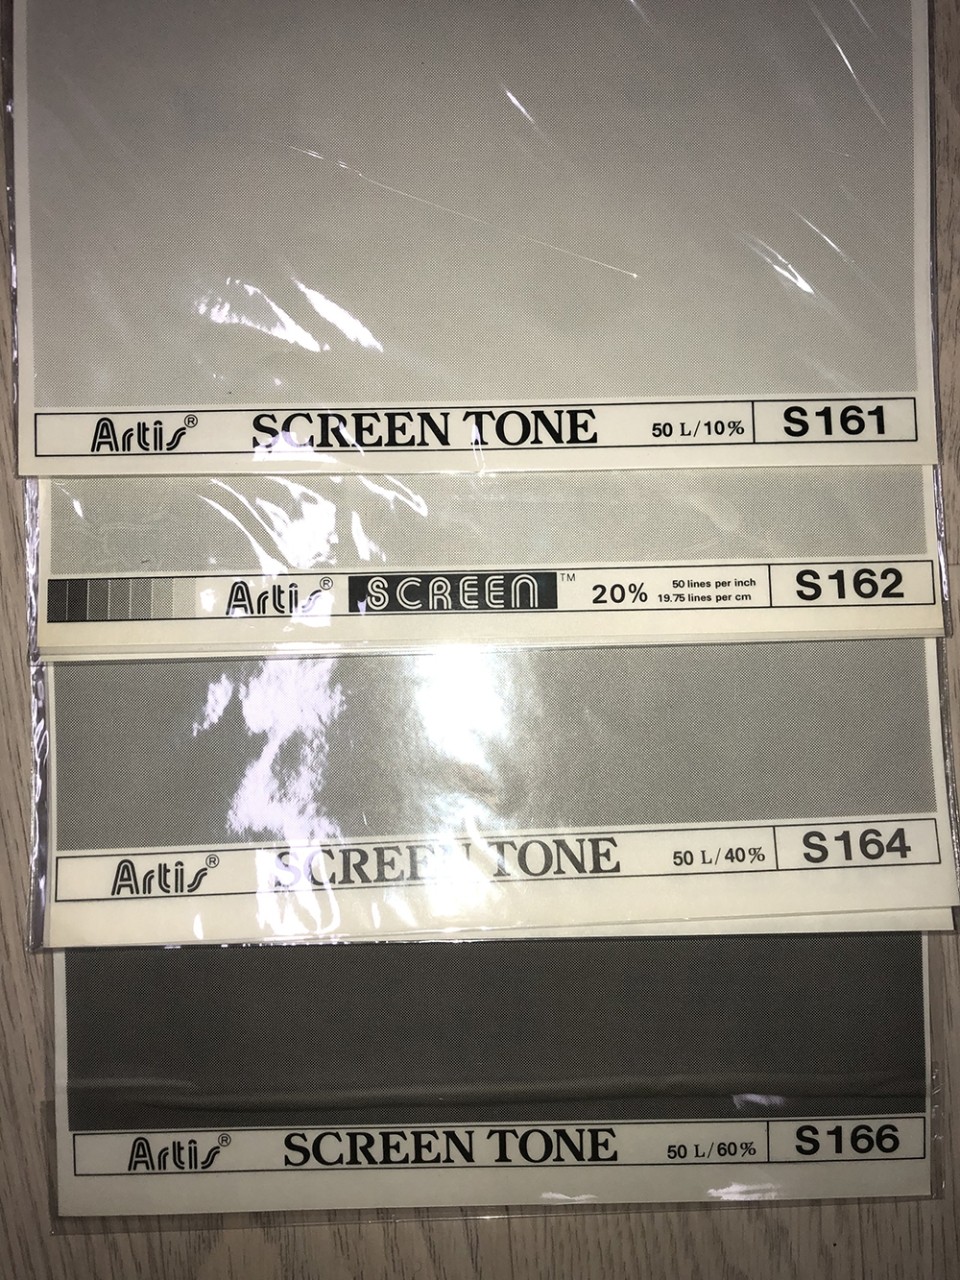 Artis® SCREEN TONE 50 L/10% S161
Artis® SCREEN™ 20% 50 lines per inch S162
19.75 lines per cm
Artis® SCREEN TONE 50 L/40% S164
Artis® SCREEN TONE 50 L/60% S166